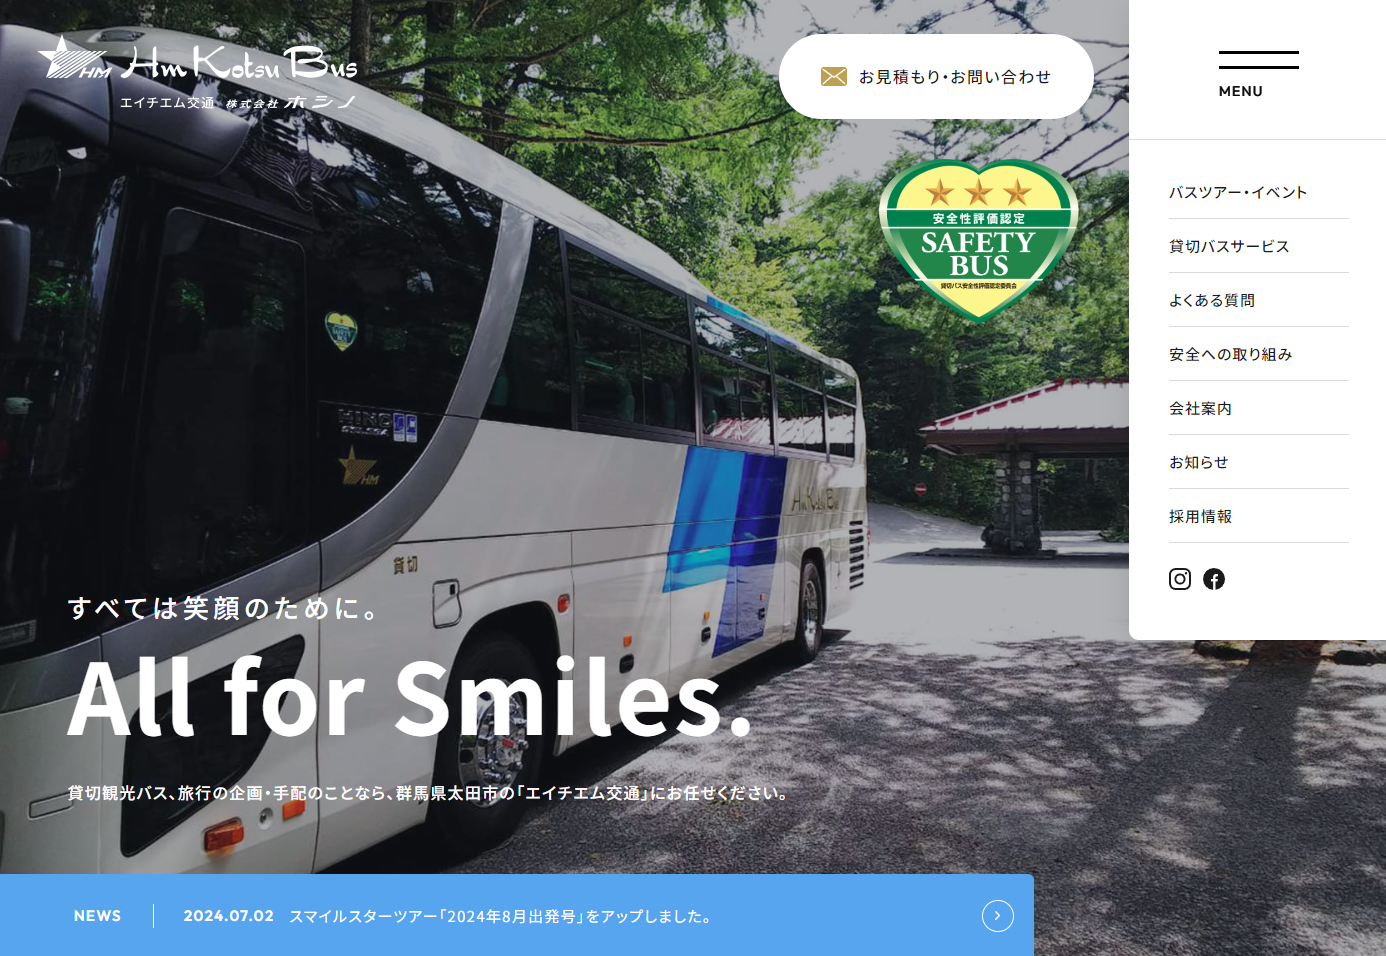 HM Hm Kotsu Bus
エイチエム交通 株式会社 ホシノ
お見積もり・お問い合わせ
MENU
バスツアー・イベント
貸切バスサービス
よくある質問
安全への取り組み
会社案内
お知らせ
採用情報
安全性評価認定
SAFETY
BUS
貸切バス安全性評価認定委員会
HINO
HM
Hm Kotsu Bus
貸切
すべては笑顔のために。
All for Smiles.
貸切観光バス、旅行の企画・手配のことなら、群馬県太田市の「エイチエム交通」にお任せください。
NEWS 2024.07.02 スマイルスターツアー「2024年8月出発号」をアップしました。